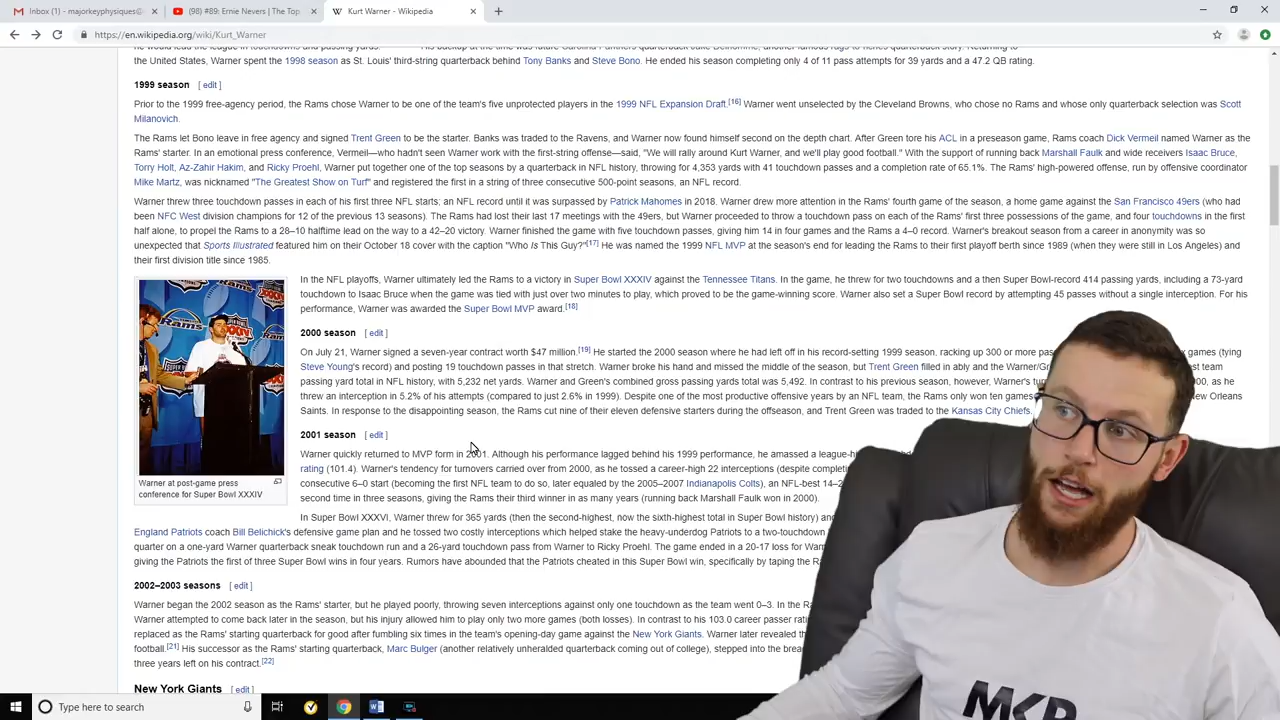 Inbox (1) - majorkeyphysiques@
(98) #89: Ernie Nevers | The Top
Kurt Warner - Wikipedia
https://en.wikipedia.org/wiki/Kurt_Warner
the United States, Warner spent the 1998 season as St. Louis' third-string quarterback behind Tony Banks and Steve Bono. He ended his season completing only 4 of 11 pass attempts for 39 yards and a 47.2 QB rating.
1999 season [ edit ]
Prior to the 1999 free-agency period, the Rams chose Warner to be one of the team's five unprotected players in the 1999 NFL Expansion Draft.[16] Warner went unselected by the Cleveland Browns, who chose no Rams and whose only quarterback selection was Scott
Milanovich.
The Rams let Bono leave in free agency and signed Trent Green to be the starter. Banks was traded to the Ravens, and Warner now found himself second on the depth chart. After Green tore his ACL in a preseason game, Rams coach Dick Vermeil named Warner as the
Rams' starter. In an emotional press conference, Vermeil—who hadn't seen Warner work with the first-string offense—said, "We will rally around Kurt Warner, and we'll play good football." With the support of running back Marshall Faulk and wide receivers Isaac Bruce,
Torry Holt, Az-Zahir Hakim, and Ricky Proehl, Warner put together one of the top seasons by a quarterback in NFL history, throwing for 4,353 yards with 41 touchdown passes and a completion rate of 65.1%. The Rams' high-powered offense, run by offensive coordinator
Mike Martz, was nicknamed "The Greatest Show on Turf" and registered the first in a string of three consecutive 500-point seasons, an NFL record.
Warner threw three touchdown passes in each of his first three NFL starts; an NFL record until it was surpassed by Patrick Mahomes in 2018. Warner drew more attention in the Rams' fourth game of the season, a home game against the San Francisco 49ers (who had
been NFC West division champions for 12 of the previous 13 seasons). The Rams had lost their last 17 meetings with the 49ers, but Warner proceeded to throw a touchdown pass on each of the Rams' first three possessions of the game, and four touchdowns in the first
half alone, to propel the Rams to a 28–10 halftime lead on the way to a 42–20 victory. Warner finished the game with five touchdown passes, giving him 14 in four games and the Rams a 4–0 record. Warner's breakout season from a career in anonymity was so
unexpected that Sports Illustrated featured him on their October 18 cover with the caption "Who Is This Guy?"[17] He was named the 1999 NFL MVP at the season's end for leading the Rams to their first playoff berth since 1989 (when they were still in Los Angeles) and
their first division title since 1985.
In the NFL playoffs, Warner ultimately led the Rams to a victory in Super Bowl XXXIV against the Tennessee Titans. In the game, he threw for two touchdowns and a then Super Bowl-record 414 passing yards, including a 73-yard
touchdown to Isaac Bruce when the game was tied with just over two minutes to play, which proved to be the game-winning score. Warner also set a Super Bowl record by attempting 45 passes without a single interception. For his
performance, Warner was awarded the Super Bowl MVP award.[18]
Warner at post-game press
conference for Super Bowl XXXIV
2000 season [ edit ]
On July 21, Warner signed a seven-year contract worth $47 million.[19] He started the 2000 season where he had left off in his record-setting 1999 season, racking up 300 or more games (tying
Steve Young's record) and posting 19 touchdown passes in that stretch. Warner broke his hand and missed the middle of the season, but Trent Green filled in ably and the team
passing yard total in NFL history, with 5,232 net yards. Warner and Green's combined gross passing yards total was 5,492. In contrast to his previous season, however, Warner's as he
threw an interception in 5.2% of his attempts (compared to just 2.6% in 1999). Despite one of the most productive offensive years by an NFL team, the Rams only won ten games New Orleans
Saints. In response to the disappointing season, the Rams cut nine of their eleven defensive starters during the offseason, and Trent Green was traded to the Kansas City Chiefs.
2001 season [ edit ]
Warner quickly returned to MVP form in 2001. Although his performance lagged behind his 1999 performance, he amassed a
rating (101.4). Warner's tendency for turnovers carried over from 2000, as he tossed a career-high 22 interceptions (despite
consecutive 6–0 start (becoming the first NFL team to do so, later equaled by the 2005–2007 Indianapolis Colts), an NFL-best
second time in three seasons, giving the Rams their third winner in as many years (running back Marshall Faulk won in 2000).
In Super Bowl XXXVI, Warner threw for 365 yards (then the second-highest, now the sixth-highest total in Super Bowl history)
England Patriots coach Bill Belichick's defensive game plan and he tossed two costly interceptions which helped stake the heavy-underdog Patriots to a two-touchdown
quarter on a one-yard Warner quarterback sneak touchdown run and a 26-yard touchdown pass from Warner to Ricky Proehl. The game ended in a 20-17 loss for
giving the Patriots the first of three Super Bowl wins in four years. Rumors have abounded that the Patriots cheated in this Super Bowl win, specifically by taping the
2002–2003 seasons [ edit ]
Warner began the 2002 season as the Rams' starter, but he played poorly, throwing seven interceptions against only one touchdown as the team went 0–3. In the
Warner attempted to come back later in the season, but his injury allowed him to play only two more games (both losses). In contrast to his 103.0 career passer
replaced as the Rams' starting quarterback for good after fumbling six times in the team's opening-day game against the New York Giants. Warner later revealed
football.[21] His successor as the Rams' starting quarterback, Marc Bulger (another relatively unheralded quarterback coming out of college), stepped into the
three years left on his contract.[22]
New York Giants [ edit ]
MKP
Type here to search